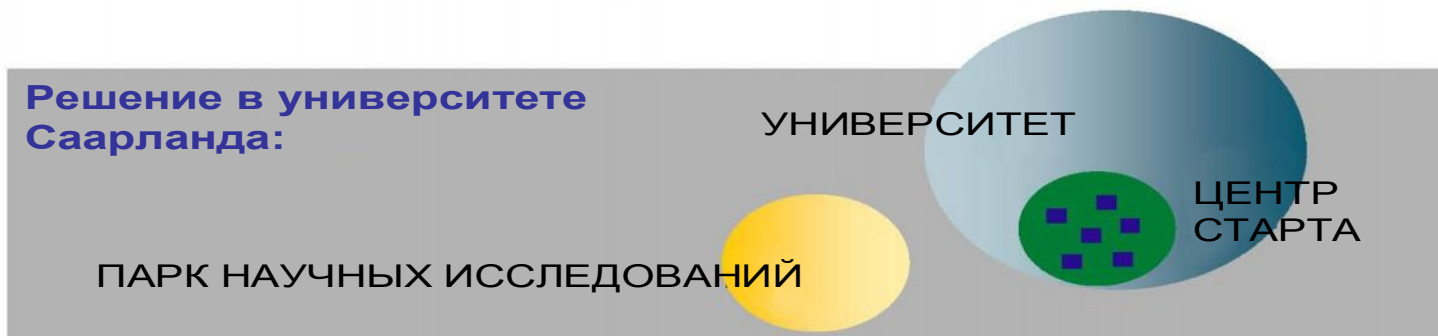 Решение в университете
Саарланда:
УНИВЕРСИТЕТ
ЦЕНТР
СТАРТА
ПАРК НАУЧНЫХ ИССЛЕДОВАНИЙ